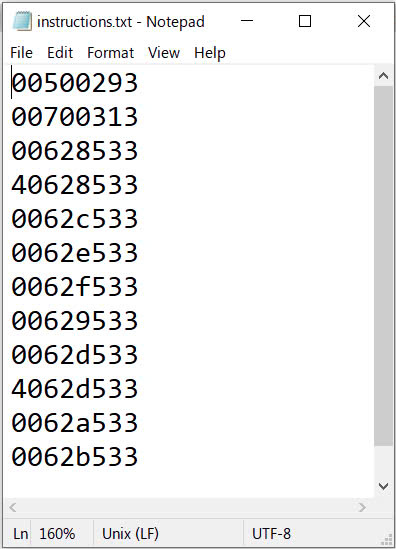 instructions.txt - Notepad
File Edit Format View Help
00500293
00700313
00628533
40628533
0062c533
0062e533
0062f533
00629533
0062d533
4062d533
0062a533
0062b533
Ln 160% Unix (LF) UTF-8